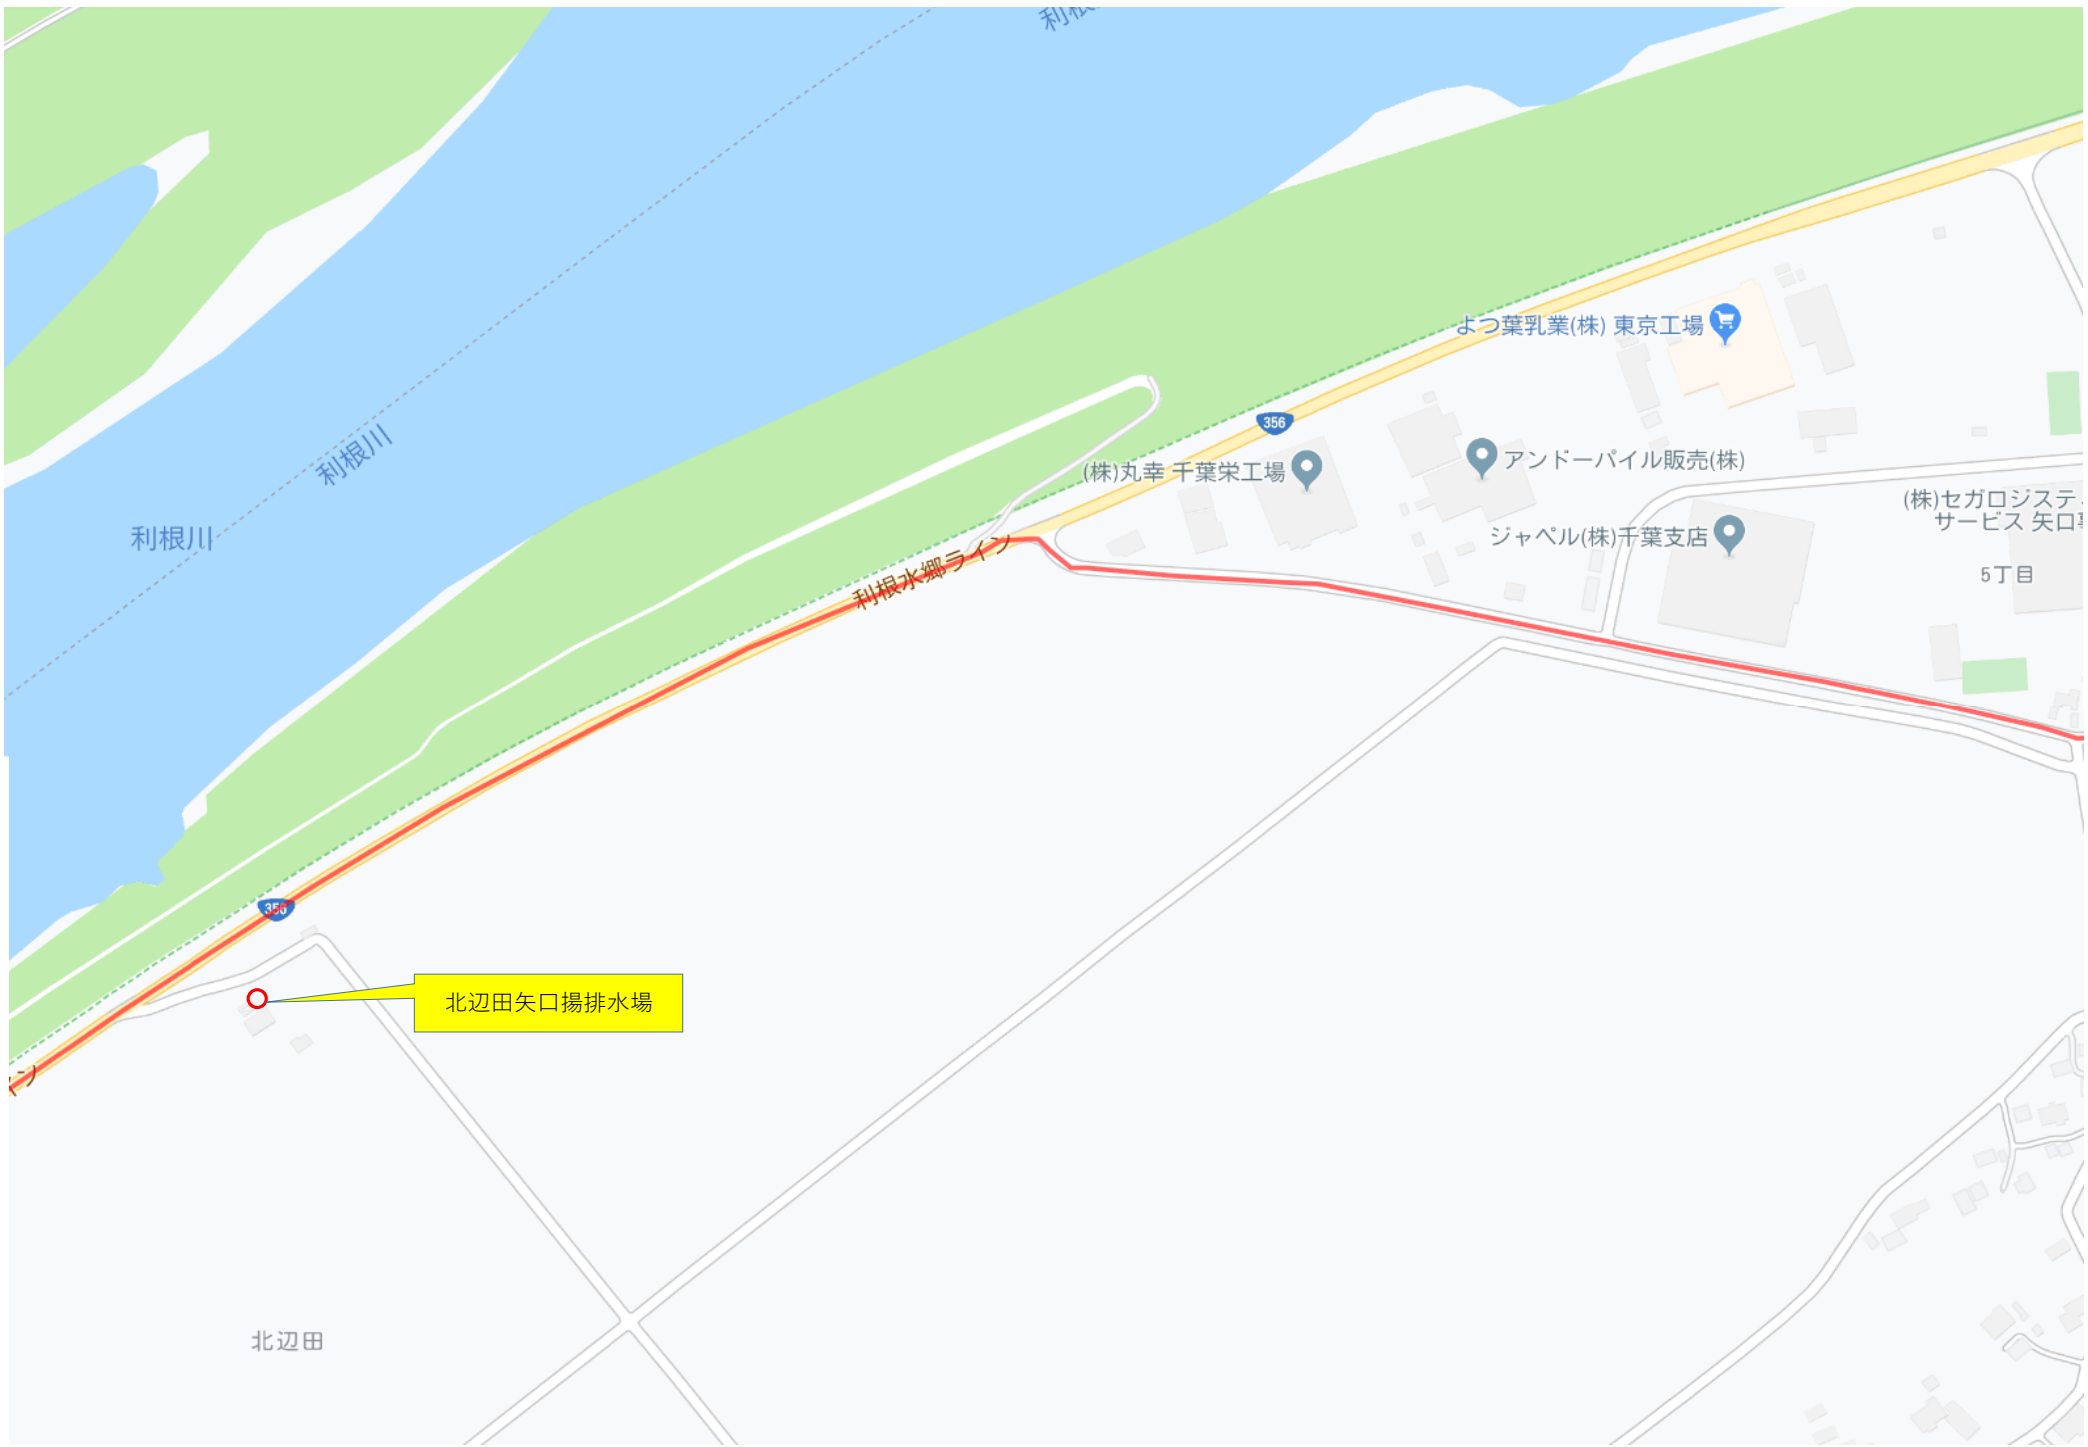 利根
よつ葉乳業(株) 東京工場
356
(株)丸幸 千葉栄工場
アンドーパイル販売(株)
利根川
利根川
(株)セガロジステ
サービス 矢口
ジャペル(株)千葉支店
5丁目
利根水郷ライン
356
北辺田矢口揚排水場
ン
北辺田